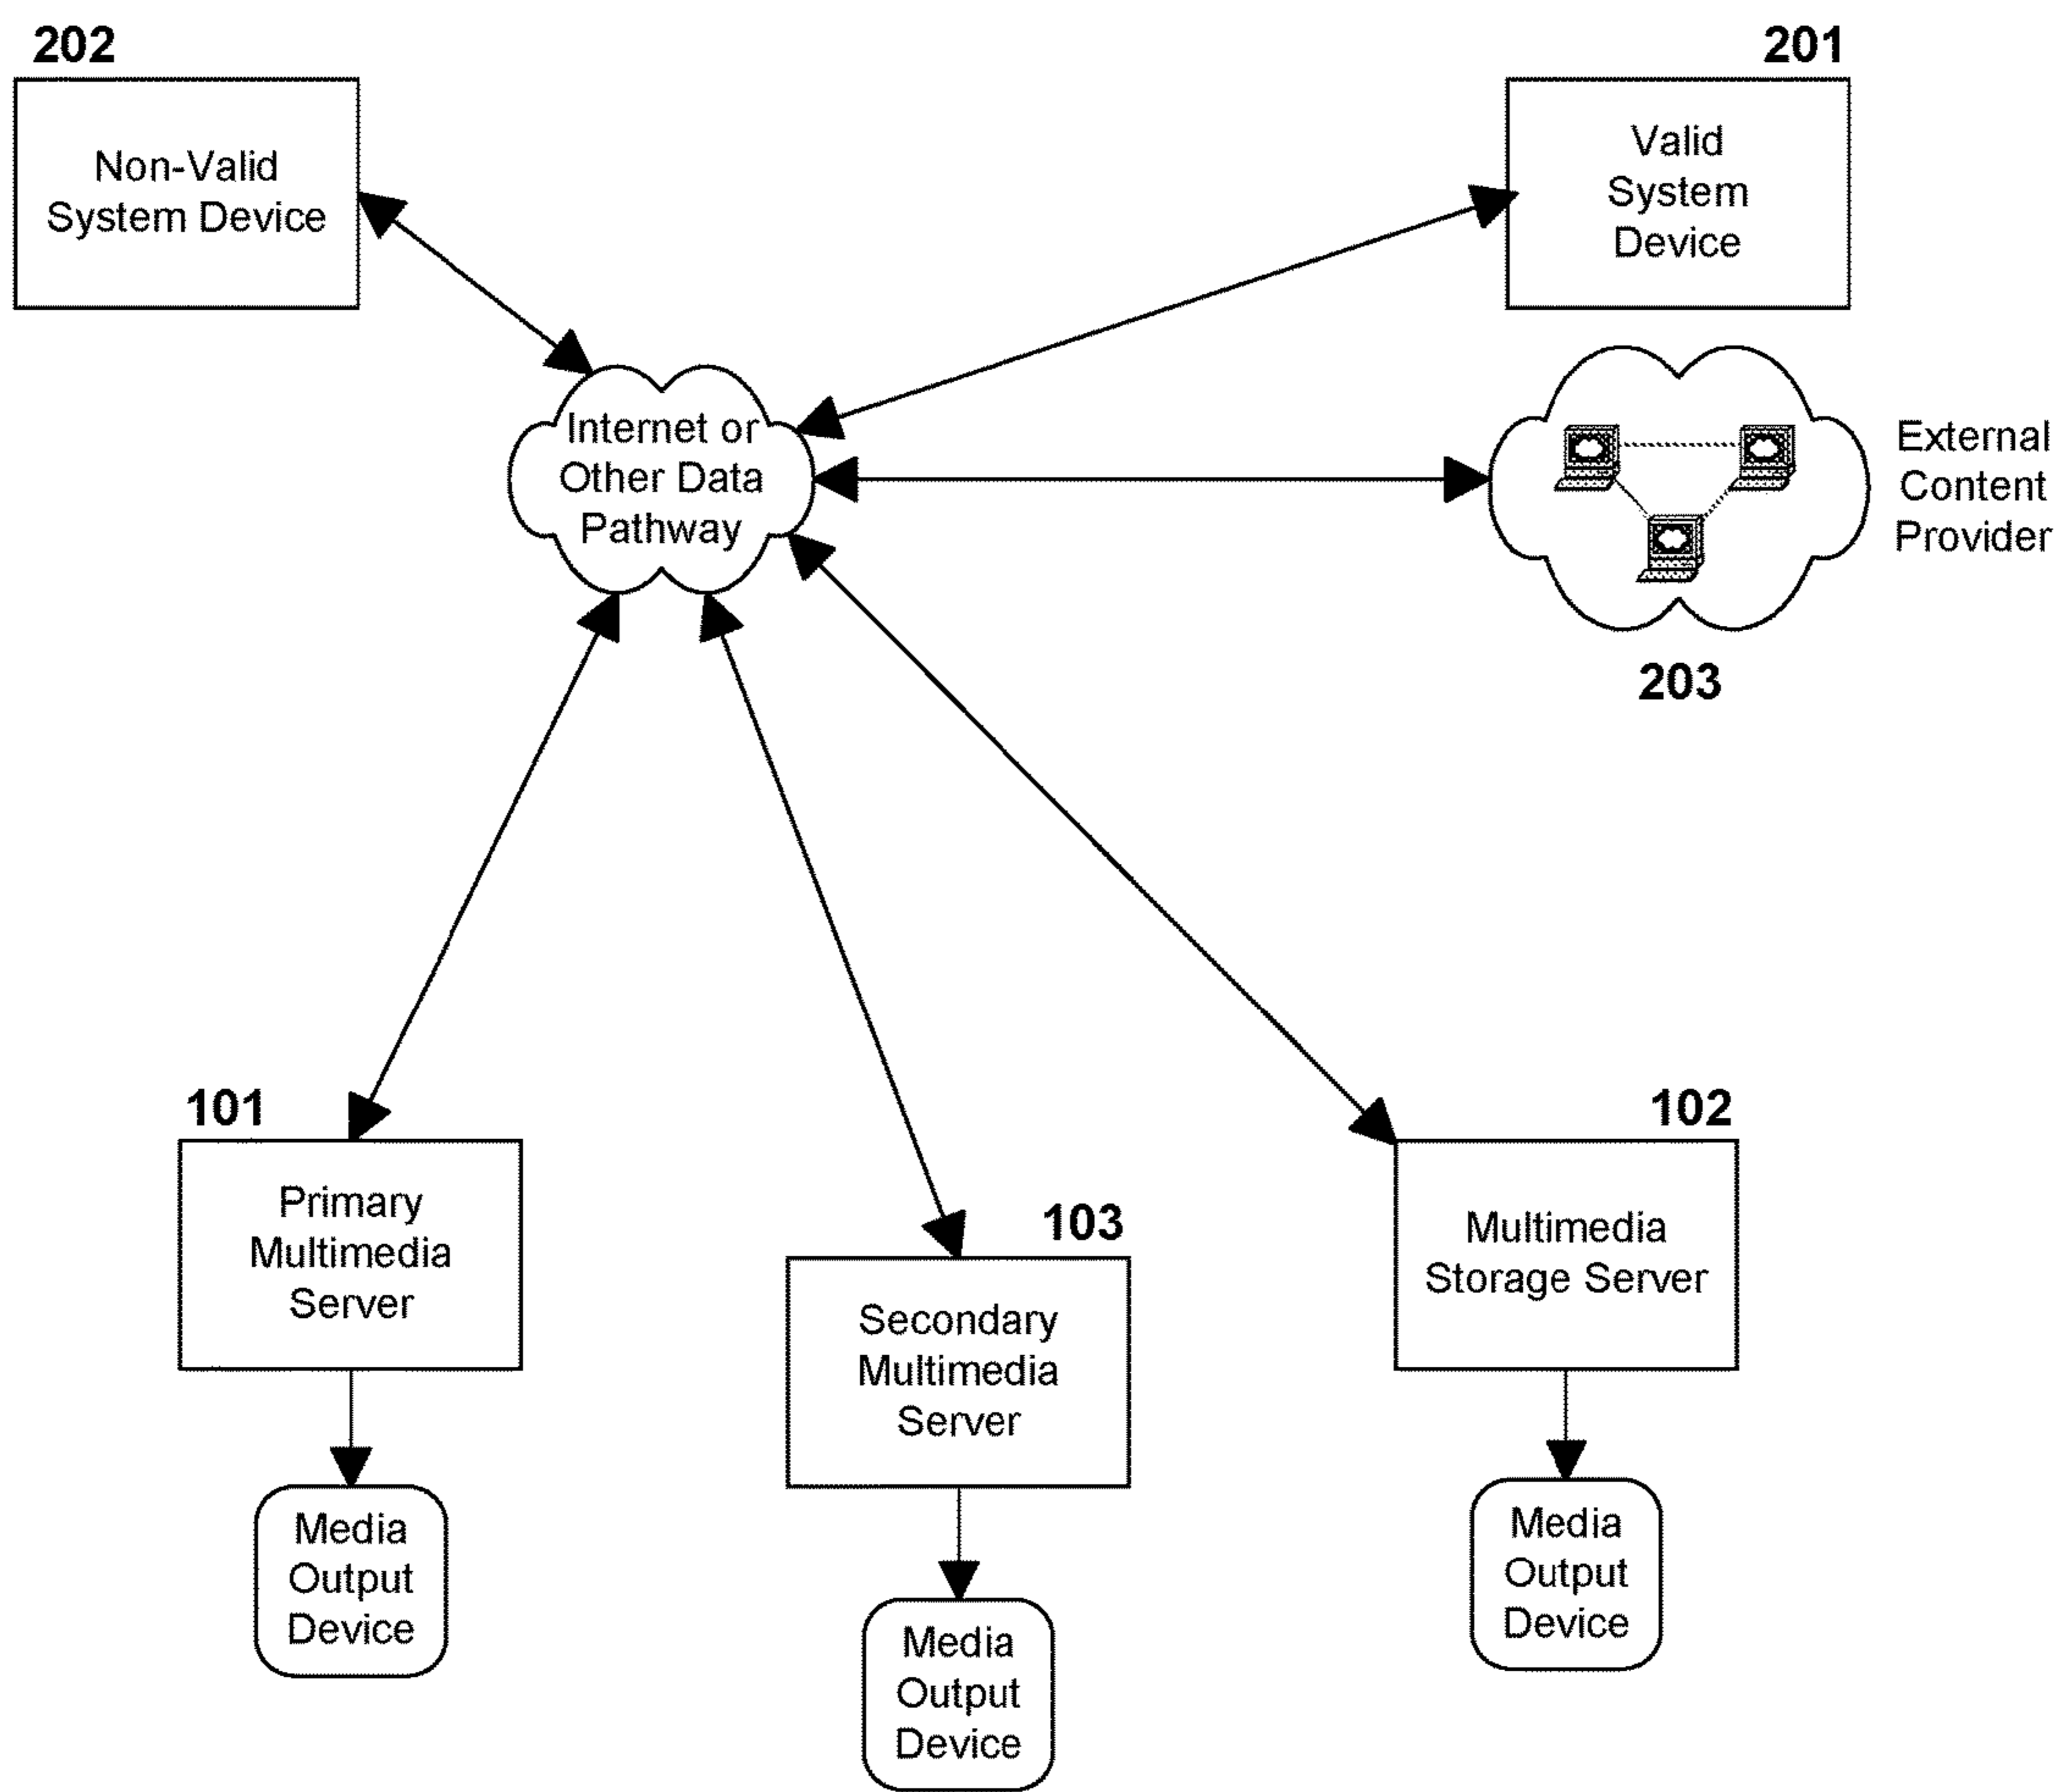 202
201
Non-Valid
System Device
Valid
System
Device
Internet or
Other Data
Pathway
External
Content
Provider
203
101
Primary
Multimedia
Server
103
Secondary
Multimedia
Server
102
Multimedia
Storage Server
Media
Output
Device
Media
Output
Device
Media
Output
Device